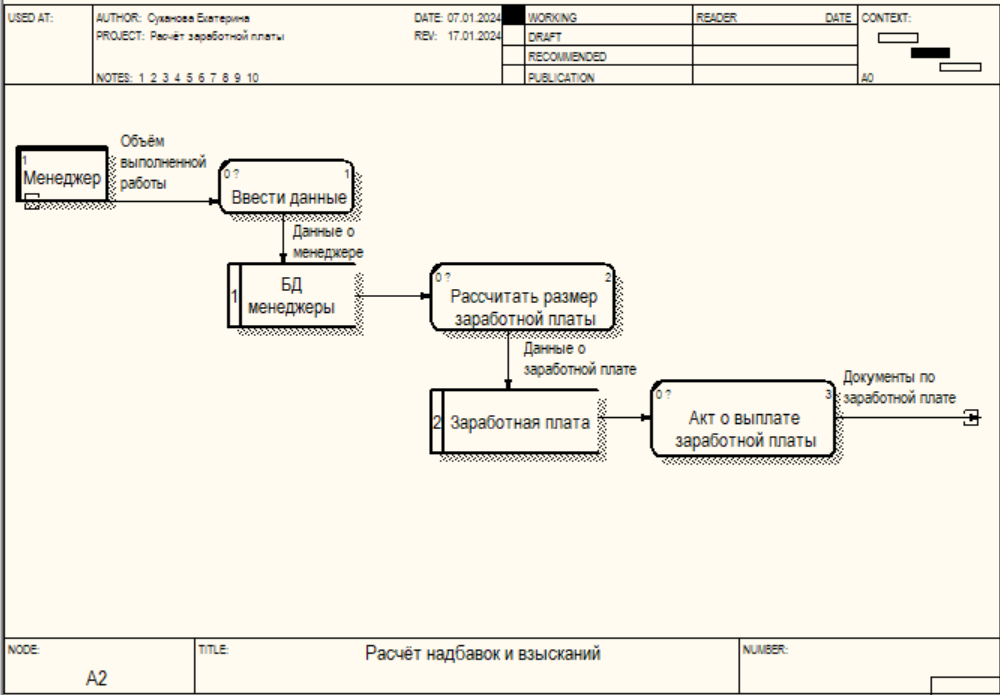 USED AT:
AUTHOR: Суханова Екатерина
DATE: 07.01.2024
PROJECT: Расчёт заработной платы
REV: 17.01.2024
NOTES: 1 2 3 4 5 6 7 8 9 10
WORKING
DRAFT
RECOMMENDED
PUBLICATION
READER
DATE
CONTEXT:
A0
1
Менеджер
Объём
выполненной
работы
0 ?
1
Ввести данные
Данные о
менеджере
1
БД
менеджеры
0 ?
2
Рассчитать размер
заработной платы
Данные о
заработной плате
2
Заработная плата
0 ?
3
Акт о выплате
заработной платы
Документы по
заработной плате
NODE:
A2
TITLE:
Расчёт надбавок и взысканий
NUMBER: